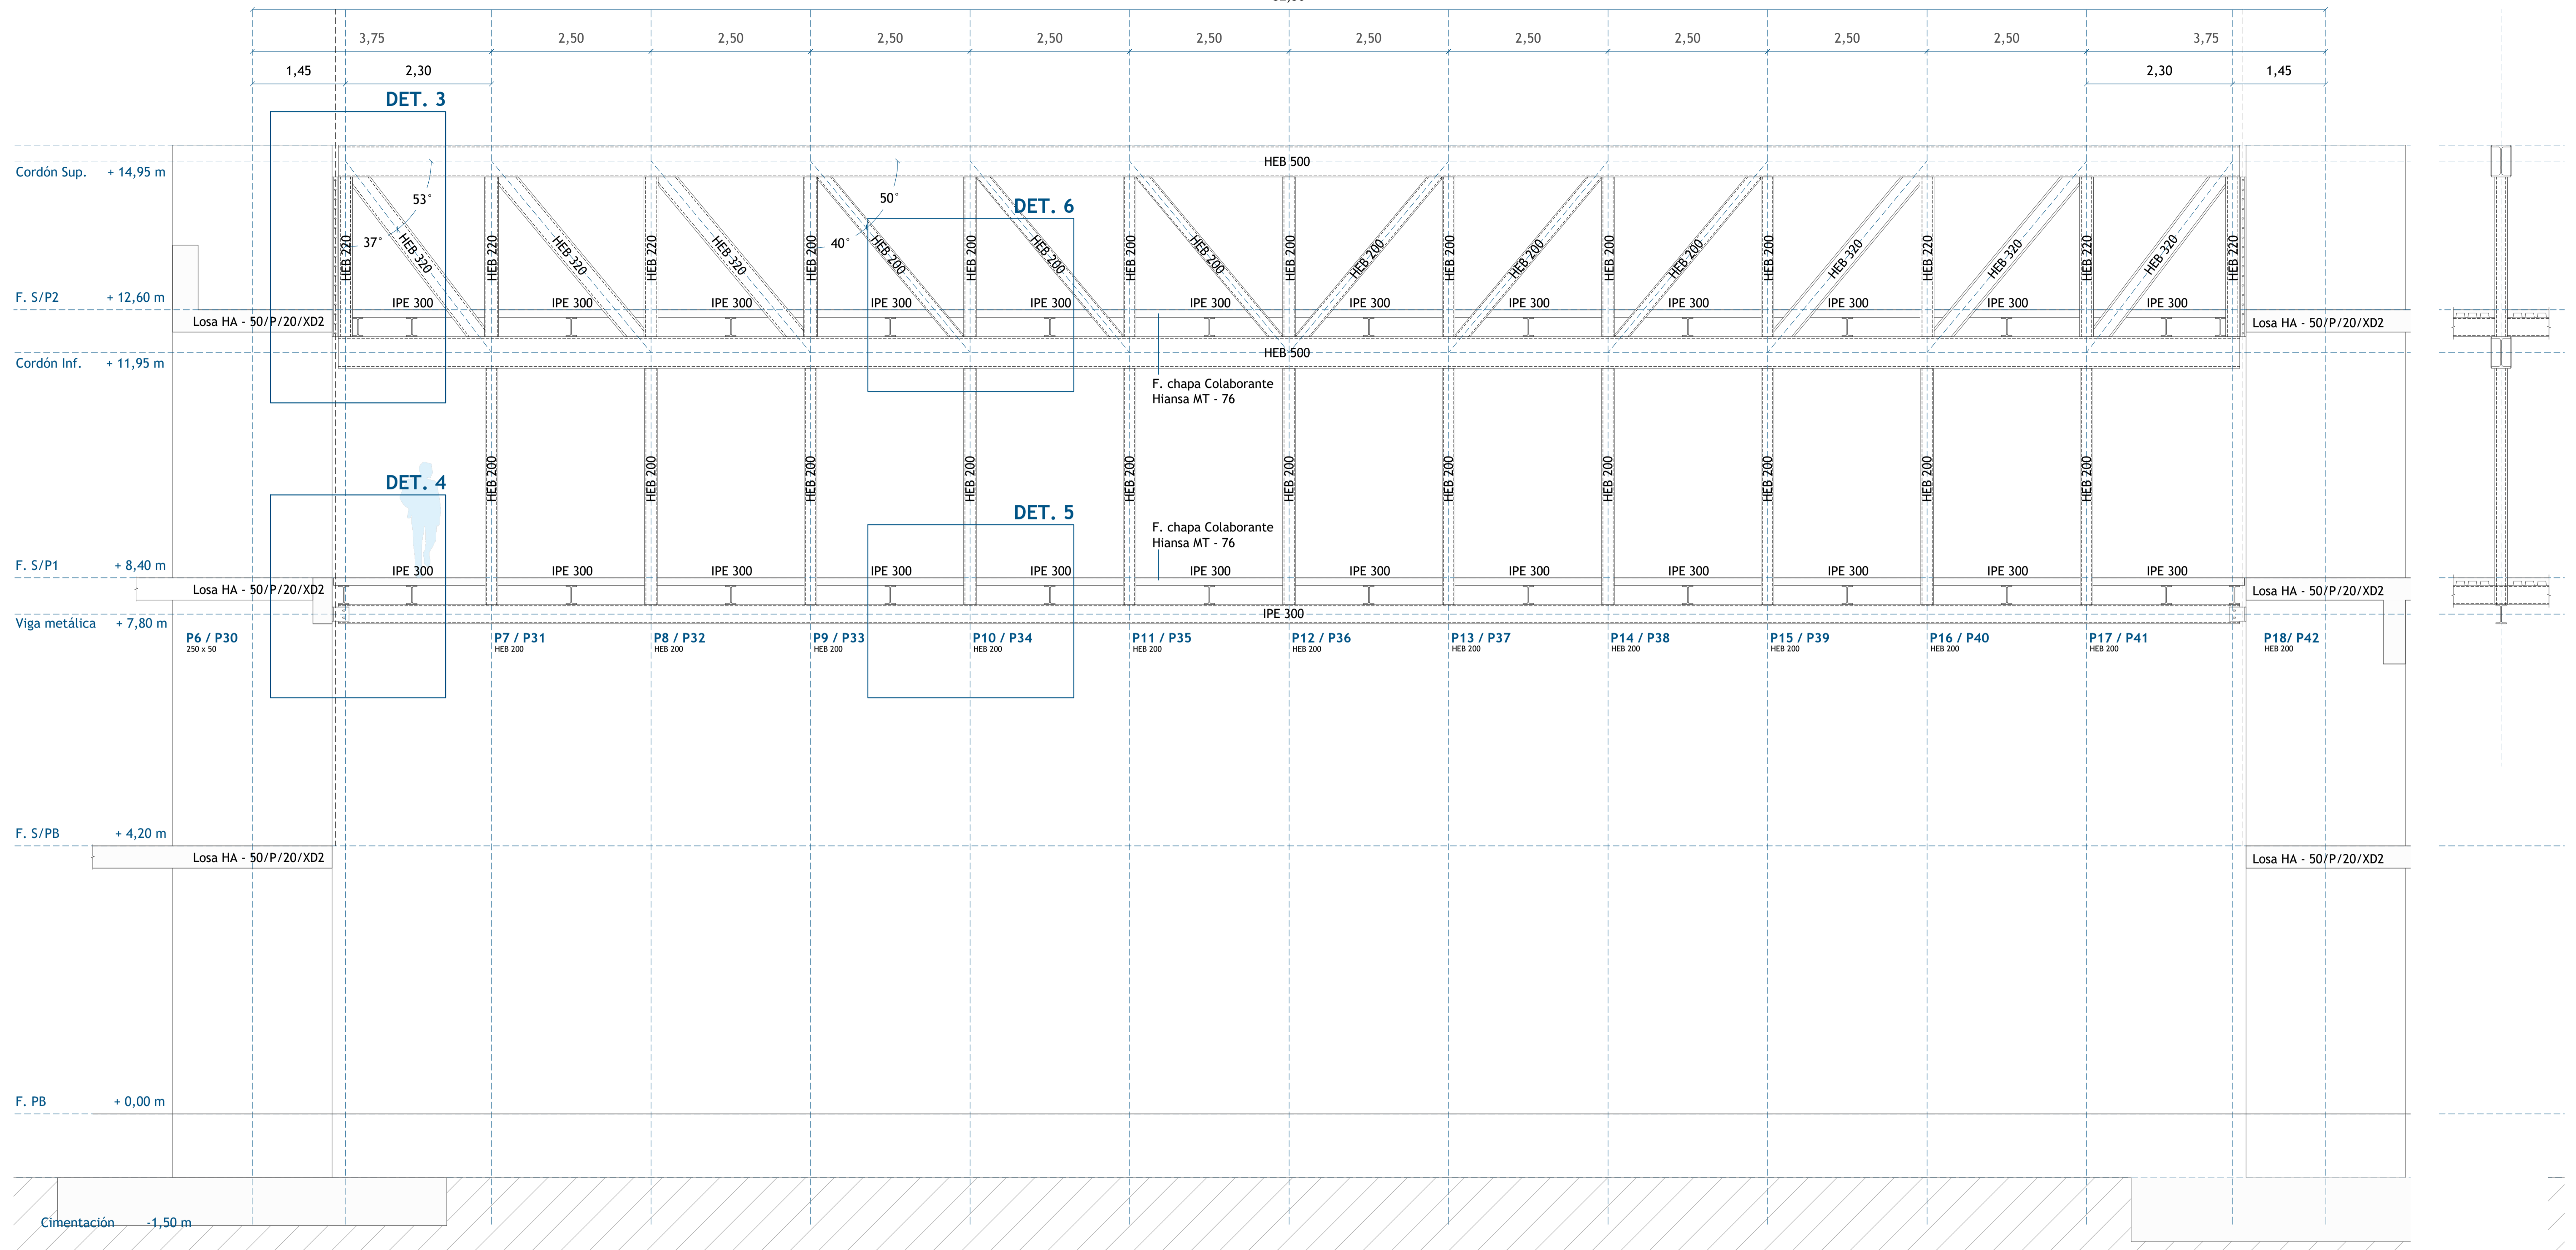 3,75 2,50 2,50 2,50 2,50 2,50 2,50 2,50 2,50 2,50 2,50 3,75
1,45 2,30 2,30 1,45
DET. 3
Cordón Sup. + 14,95 m
HEB 500
53°
50°
DET. 6
37°
40°
HEB 220
HEB 320
HEB 220
HEB 320
HEB 220
HEB 320
HEB 200
HEB 200
HEB 200
HEB 200
HEB 200
HEB 200
HEB 200
HEB 200
HEB 200
HEB 200
HEB 200
HEB 200
HEB 200
HEB 320
HEB 220
HEB 320
HEB 220
HEB 320
HEB 220
F. S/P2 + 12,60 m
IPE 300 IPE 300 IPE 300 IPE 300 IPE 300 IPE 300 IPE 300 IPE 300 IPE 300 IPE 300 IPE 300 IPE 300
Losa HA - 50/P/20/XD2 Losa HA - 50/P/20/XD2
HEB 500
Cordón Inf. + 11,95 m
F. chapa Colaborante
Hiansa MT - 76
HEB 200
HEB 200
HEB 200
HEB 200
HEB 200
HEB 200
HEB 200
HEB 200
HEB 200
HEB 200
HEB 200
DET. 4
DET. 5
F. chapa Colaborante
Hiansa MT - 76
F. S/P1 + 8,40 m
IPE 300 IPE 300 IPE 300 IPE 300 IPE 300 IPE 300 IPE 300 IPE 300 IPE 300 IPE 300 IPE 300 IPE 300
Losa HA - 50/P/20/XD2 Losa HA - 50/P/20/XD2
IPE 300
Viga metálica + 7,80 m
P6 / P30 P7 / P31 P8 / P32 P9 / P33 P10 / P34 P11 / P35 P12 / P36 P13 / P37 P14 / P38 P15 / P39 P16 / P40 P17 / P41 P18/ P42
250 x 50 HEB 200 HEB 200 HEB 200 HEB 200 HEB 200 HEB 200 HEB 200 HEB 200 HEB 200 HEB 200 HEB 200 HEB 200
F. S/PB + 4,20 m
Losa HA - 50/P/20/XD2 Losa HA - 50/P/20/XD2
F. PB + 0,00 m
Cimentación -1,50 m